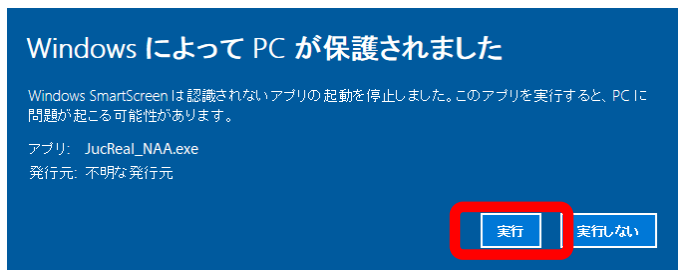 Windows によって PC が保護されました
Windows SmartScreen は認識されないアプリの起動を停止しました。このアプリを実行すると、PC に
問題が起こる可能性があります。
アプリ: JucReal_NAA.exe
発行元: 不明な発行元
実行 実行しない